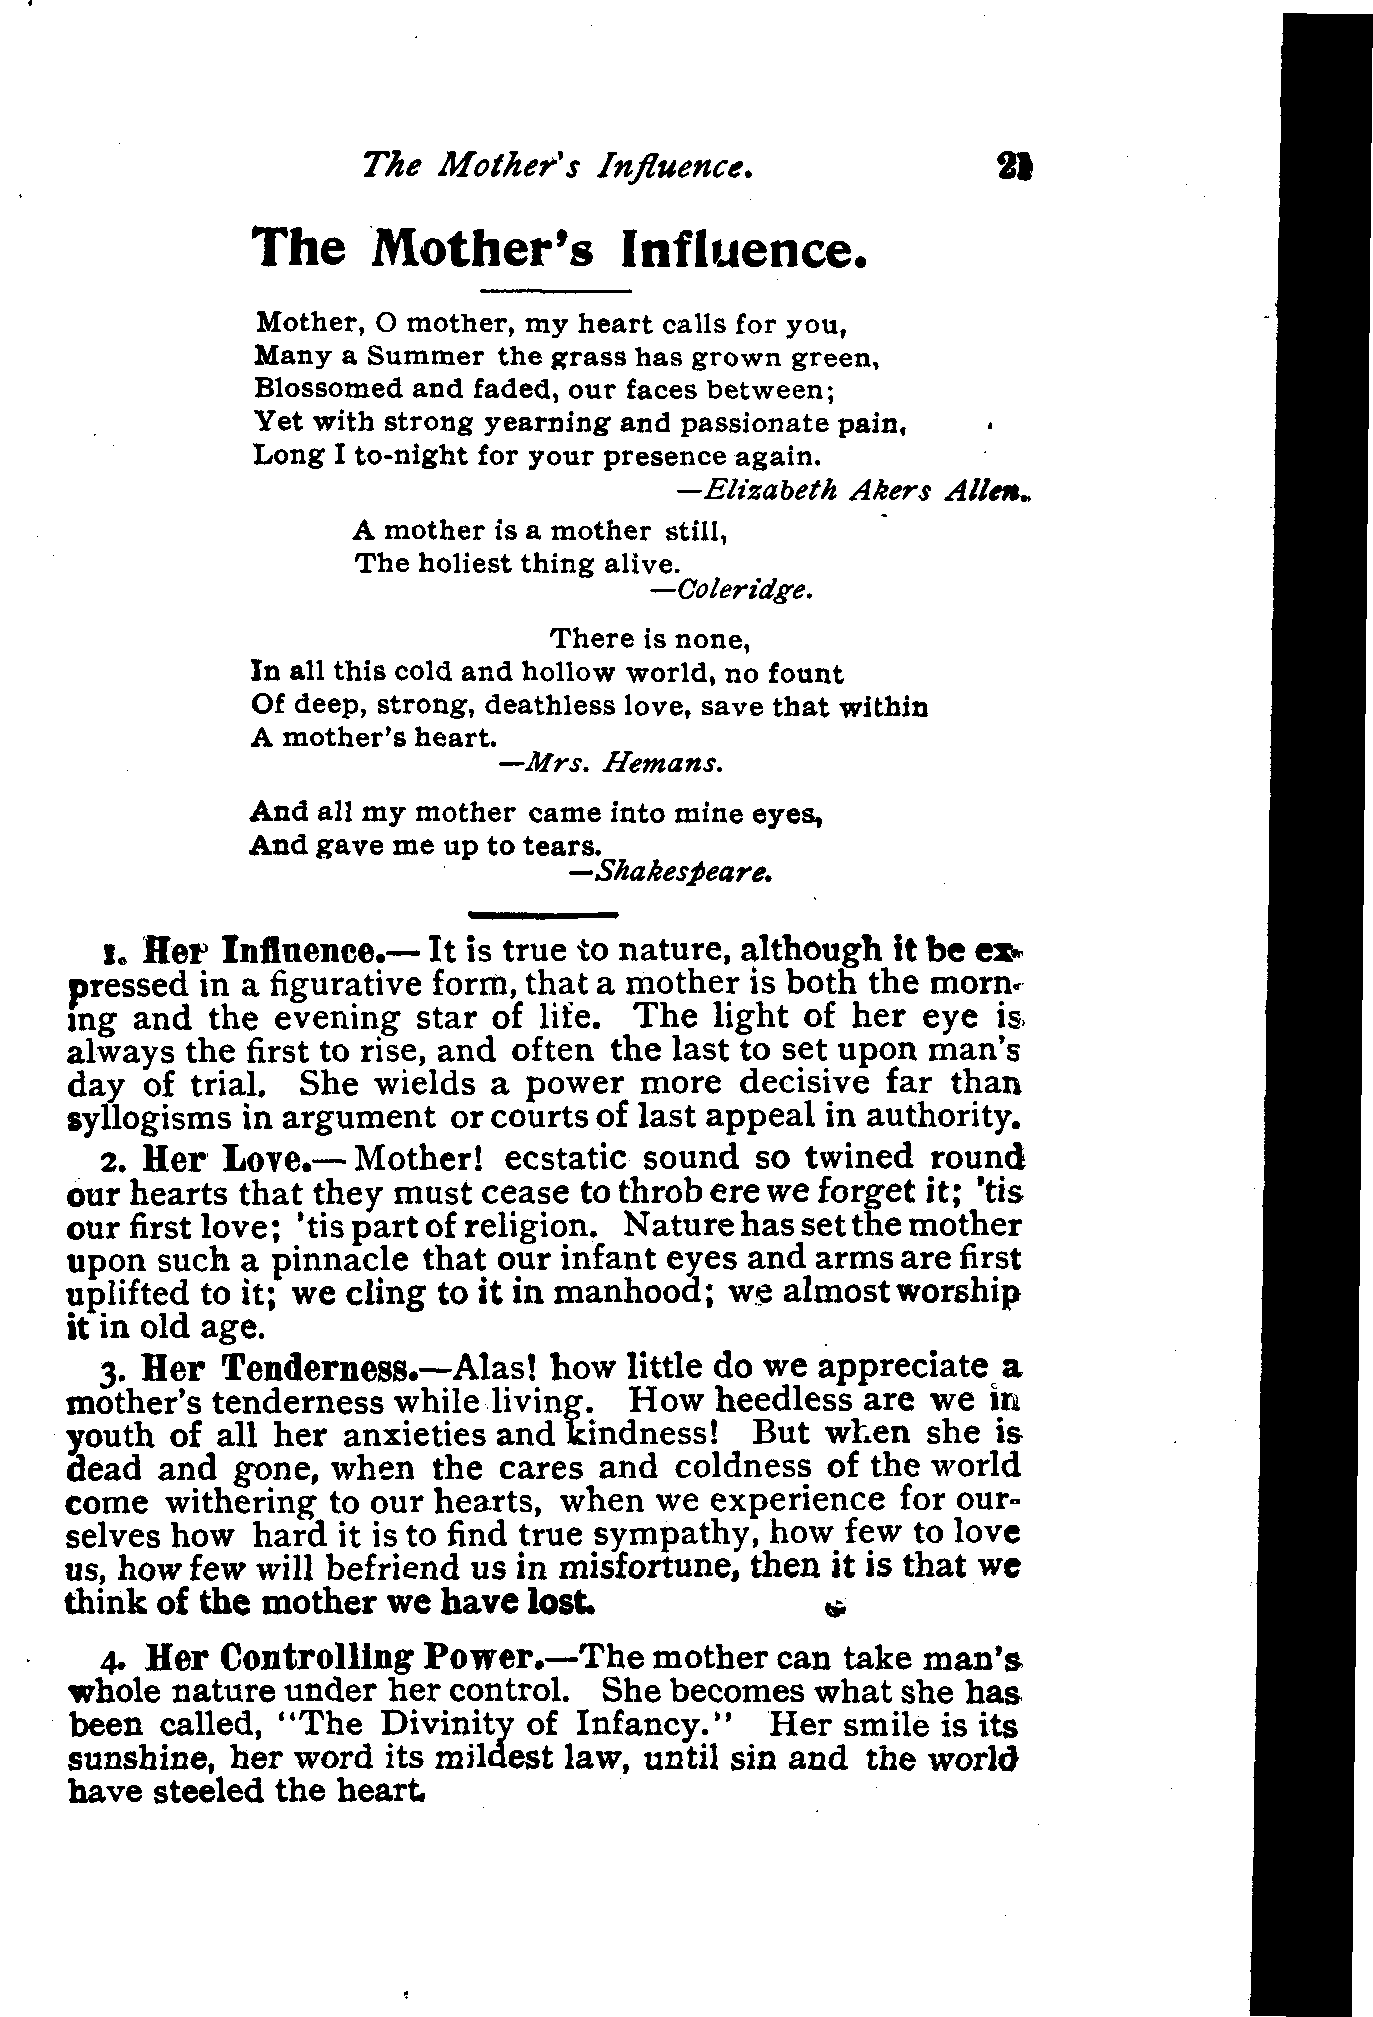 The Mother's Influence. 21
The Mother's Influence.
Mother, O mother, my heart calls for you,
Many a Summer the grass has grown green,
Blossomed and faded, our faces between;
Yet with strong yearning and passionate pain,
Long I to-night for your presence again.
—Elizabeth Akers Allen.
A mother is a mother still,
The holiest thing alive.
—Coleridge.
There is none,
In all this cold and hollow world, no fount
Of deep, strong, deathless love, save that within
A mother's heart.
—Mrs. Hemans.
And all my mother came into mine eyes,
And gave me up to tears.
—Shakespeare.
1. Her Influence.— It is true to nature, although it be ex-
pressed in a figurative form, that a mother is both the morn-
ing and the evening star of life. The light of her eye is
always the first to rise, and often the last to set upon man's
day of trial. She wields a power more decisive far than
syllogisms in argument or courts of last appeal in authority.
2. Her Love.— Mother! ecstatic sound so twined round
our hearts that they must cease to throb ere we forget it; 'tis
our first love; 'tis part of religion. Nature has set the mother
upon such a pinnacle that our infant eyes and arms are first
uplifted to it; we cling to it in manhood; we almost worship
it in old age.
3. Her Tenderness.—Alas! how little do we appreciate a
mother's tenderness while living. How heedless are we in
youth of all her anxieties and kindness! But when she is
dead and gone, when the cares and coldness of the world
come withering to our hearts, when we experience for our-
selves how hard it is to find true sympathy, how few to love
us, how few will befriend us in misfortune, then it is that we
think of the mother we have lost.
4. Her Controlling Power.—The mother can take man's
whole nature under her control. She becomes what she has
been called, "The Divinity of Infancy." Her smile is its
sunshine, her word its mildest law, until sin and the world
have steeled the heart.